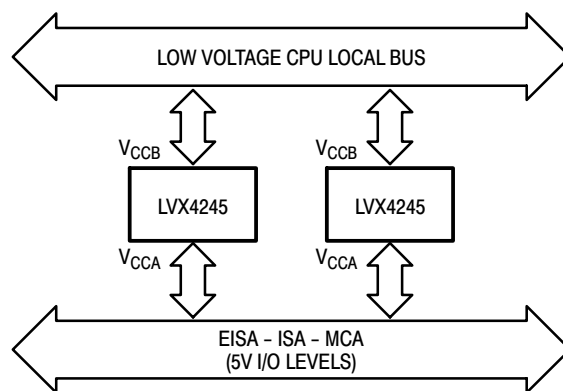 LOW VOLTAGE CPU LOCAL BUS
VCCB VCCB
LVX4245 LVX4245
VCCA VCCA
EISA – ISA – MCA
(5V I/O LEVELS)